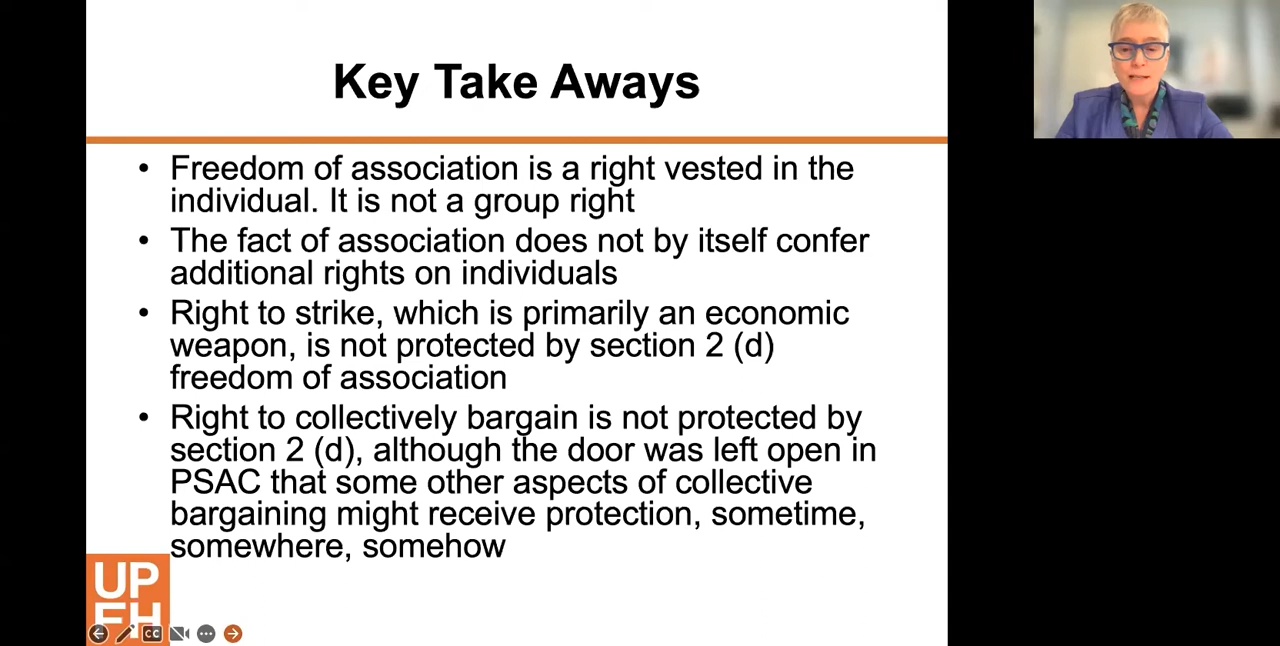 Key Take Aways
• Freedom of association is a right vested in the
individual. It is not a group right
• The fact of association does not by itself confer
additional rights on individuals
• Right to strike, which is primarily an economic
weapon, is not protected by section 2 (d)
freedom of association
• Right to collectively bargain is not protected by
section 2 (d), although the door was left open in
PSAC that some other aspects of collective
bargaining might receive protection, sometime,
somewhere, somehow
UP
FH
CC